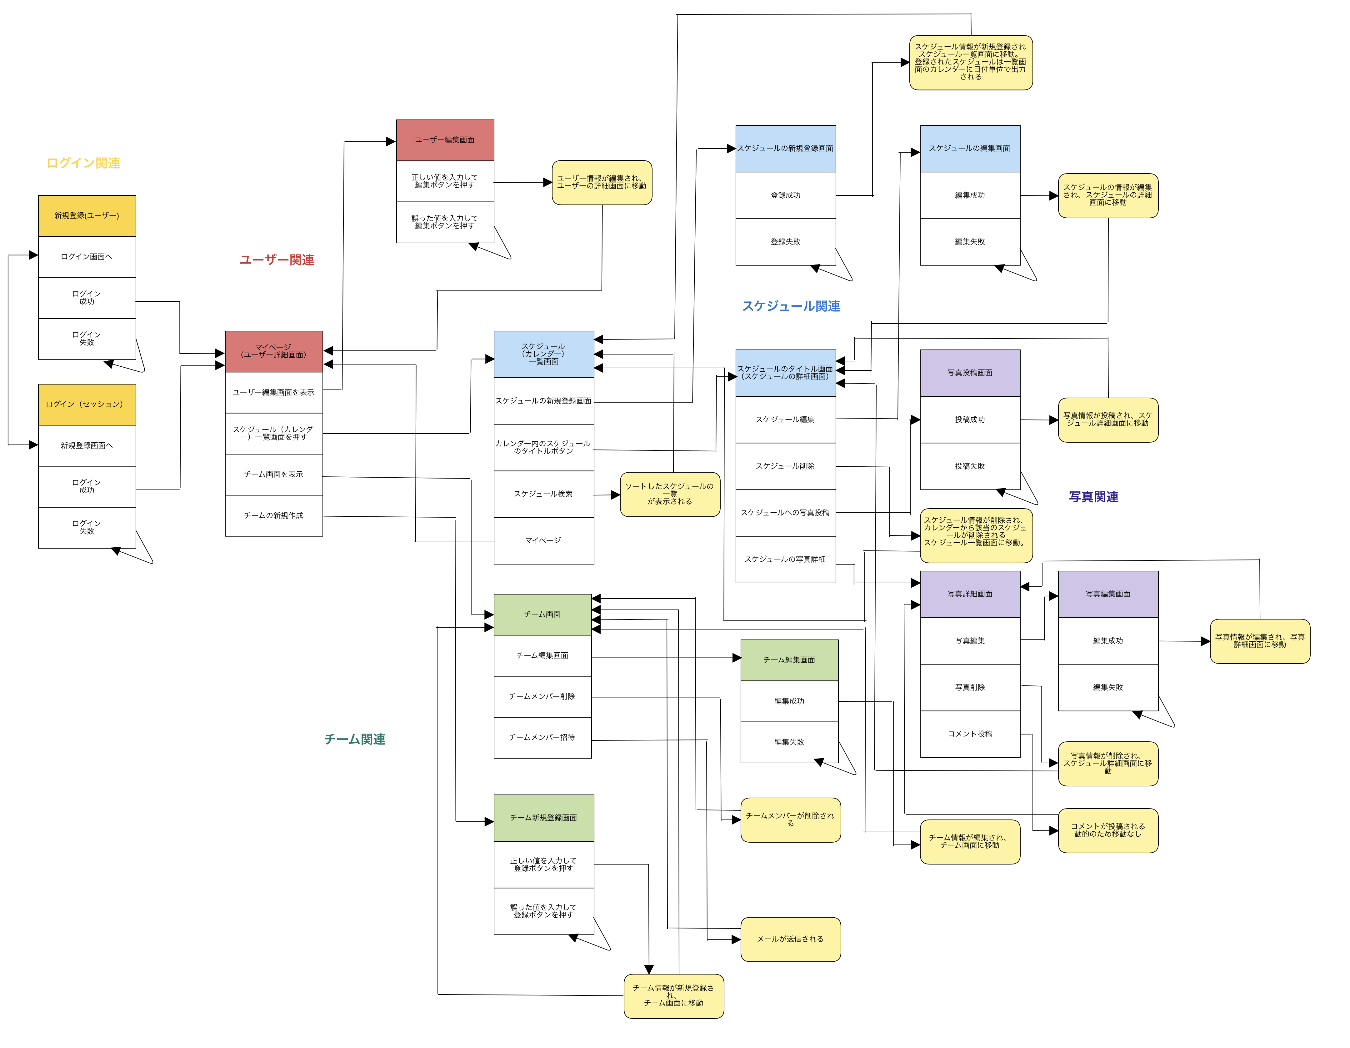 ログイン関連
新規登録(ユーザー)
ログイン画面へ
ログイン
成功
ログイン
失敗
ログイン（セッション）
新規登録画面へ
ログイン
成功
ログイン
失敗
ユーザー関連
マイページ
（ユーザー詳細画面）
ユーザー編集画面を表示
スケジュール（カレンダ
ー）一覧画面を押す
チーム画面を表示
チームの新規作成
ユーザー編集画面
正しい値を入力して
編集ボタンを押す
誤った値を入力して
編集ボタンを押す
ユーザー情報が編集され、
ユーザーの詳細画面に移動
スケジュール関連
スケジュール
（カレンダー）
一覧画面
スケジュールの新規登録画面
カレンダー内のスケジュール
のタイトルボタン
スケジュール検索
マイページ
ソートしたスケジュールの
一覧
が表示される
スケジュールの新規登録画面
登録成功
登録失敗
スケジュール情報が新規登録され
スケジュール一覧画面に移動。
登録されたスケジュールは一覧画
面のカレンダーに日付単位で出力
される
スケジュールの編集画面
編集成功
編集失敗
スケジュールの情報が編集
され、スケジュールの詳細
画面に移動
スケジュールのタイトル画面
（スケジュールの詳細画面）
スケジュール編集
スケジュール削除
スケジュールへの写真投稿
スケジュールの写真詳細
スケジュール情報が削除され、
カレンダーから該当のスケジュ
ールが削除される
スケジュール一覧画面に移動。
写真関連
写真投稿画面
投稿成功
投稿失敗
写真情報が投稿され、スケ
ジュール詳細画面に移動
写真詳細画面
写真編集
写真削除
コメント投稿
写真編集画面
編集成功
編集失敗
写真情報が編集され、写真
詳細画面に移動
写真情報が削除され、
スケジュール詳細画面に移
動
コメントが投稿される
動的のため移動なし
チーム関連
チーム画面
チーム編集画面
チームメンバー削除
チームメンバー招待
チーム編集画面
編集成功
編集失敗
チームメンバーが削除され
る
チーム情報が編集され、
チーム画面に移動
メールが送信される
チーム新規登録画面
正しい値を入力して
登録ボタンを押す
誤った値を入力して
登録ボタンを押す
チーム情報が新規登録さ
れ、
チーム画面に移動